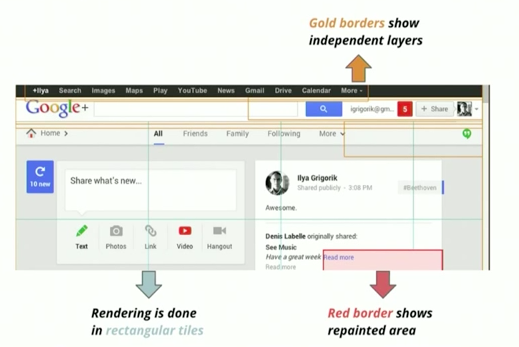 Gold borders show
independent layers
+Ilya Search Images Maps Play YouTube News Gmail Drive Calendar More
Google+
igrigorik@gm... 5 + Share
Home > All Friends Family Following More
10 new
Share what's new...
Text Photos Link Video Hangout
Ilya Grigorik
Shared publicly - 3:08 PM
#Beethoven
Awesome.
Denis Labelle originally shared:
See Music
Have a great week Read more
Read more
Rendering is done
in rectangular tiles
Red border shows
repainted area